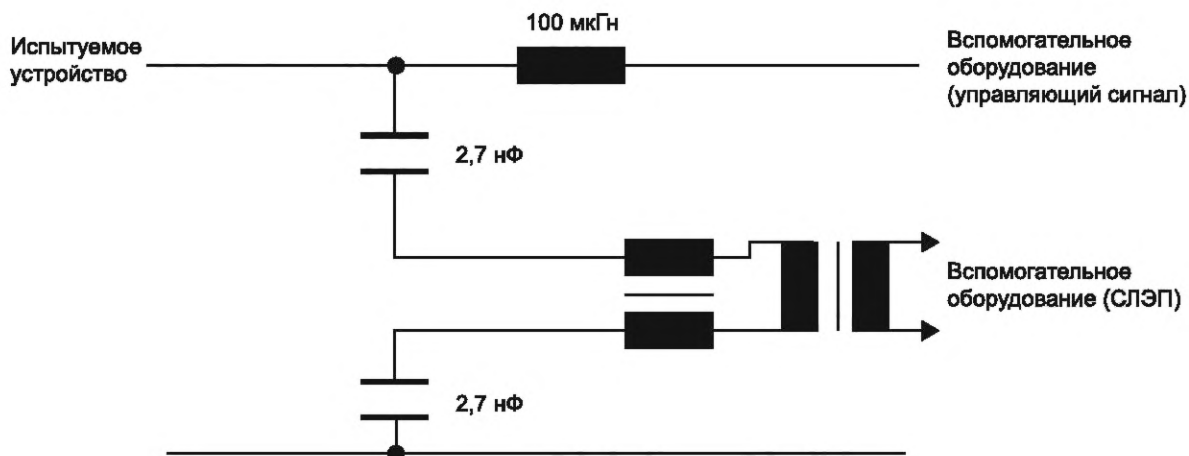 100 мкГн
Испытуемое
устройство
Вспомогательное
оборудование
(управляющий сигнал)
2,7 нФ
Вспомогательное
оборудование (СЛЭП)
2,7 нФ